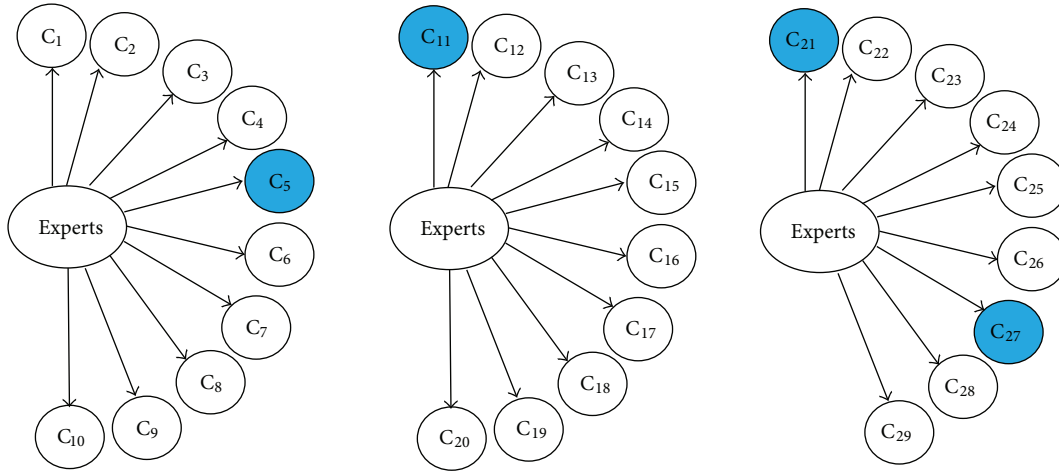 C1
C2
C3
C4
C5
C6
C7
C8
C9
C10
Experts
C11
C12
C13
C14
C15
C16
C17
C18
C19
C20
Experts
C21
C22
C23
C24
C25
C26
C27
C28
C29
Experts